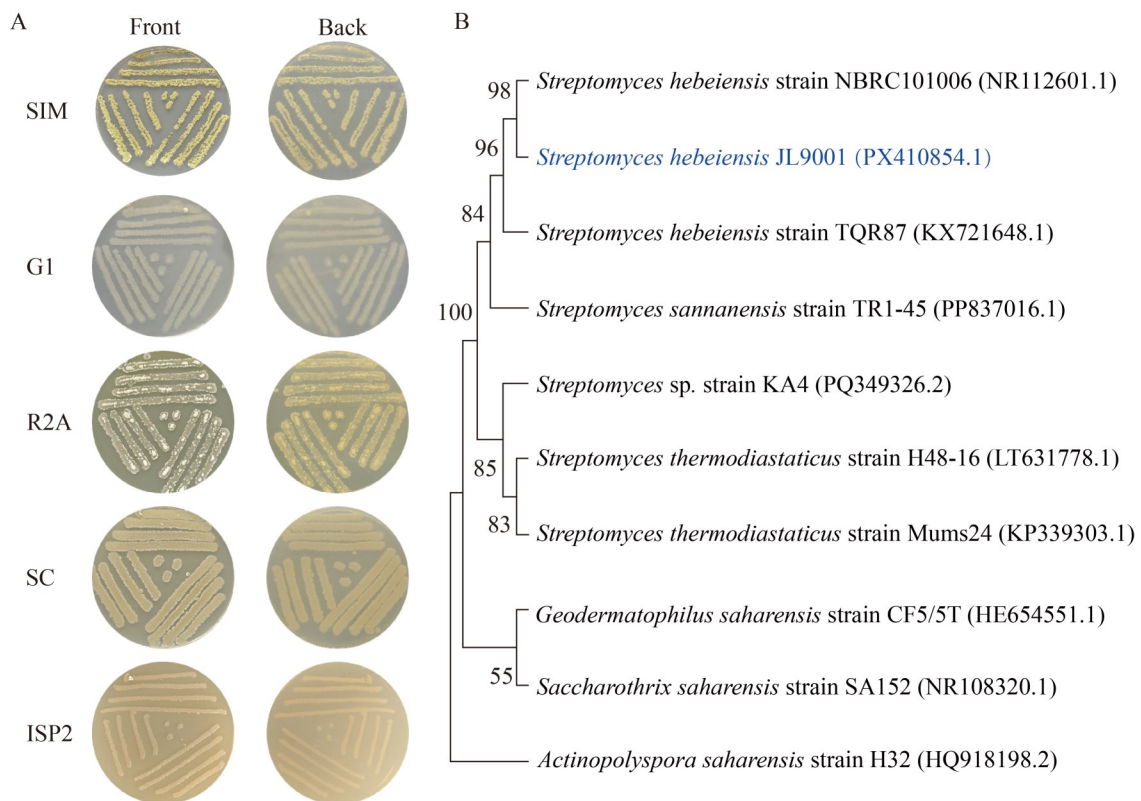 A
Front
Back
SIM
G1
R2A
SC
ISP2
B
98
Streptomyces hebeiensis strain NBRC101006 (NR112601.1)
96
Streptomyces hebeiensis JL9001 (PX410854.1)
84
Streptomyces hebeiensis strain TQR87 (KX721648.1)
100
Streptomyces sannanensis strain TR1-45 (PP837016.1)
Streptomyces sp. strain KA4 (PQ349326.2)
85
Streptomyces thermodiastaticus strain H48-16 (LT631778.1)
83
Streptomyces thermodiastaticus strain Mums24 (KP339303.1)
Geodermatophilus saharensis strain CF5/5T (HE654551.1)
55
Saccharothrix saharensis strain SA152 (NR108320.1)
Actinopolyspora saharensis strain H32 (HQ918198.2)